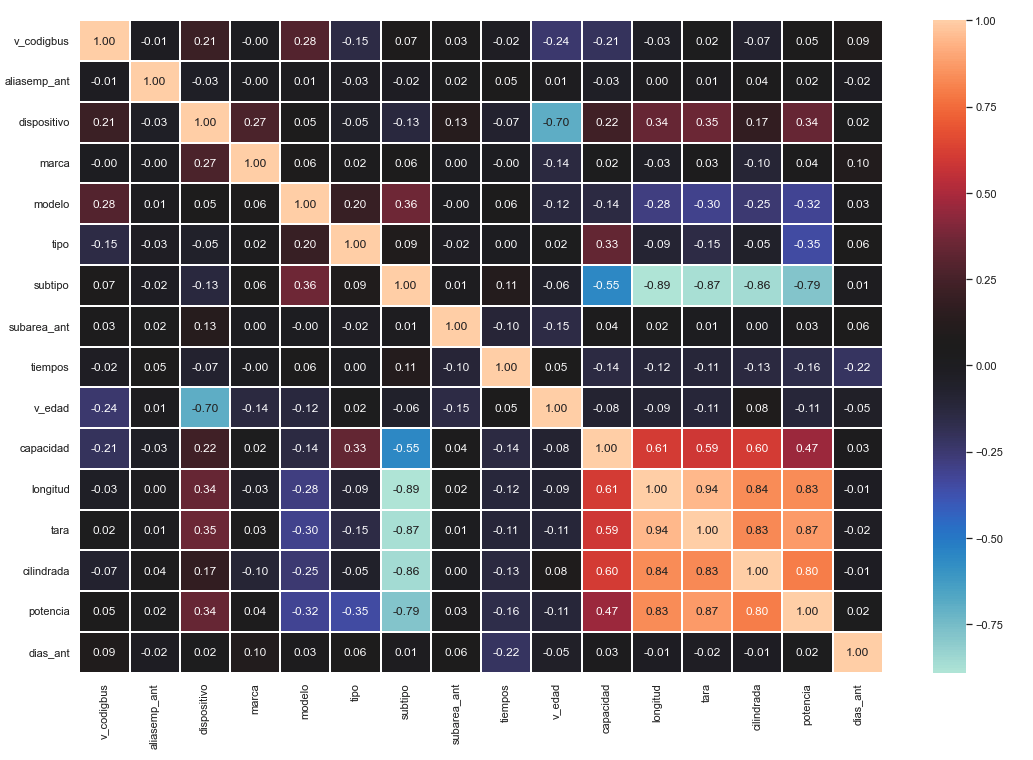 v_codigbus 1.00 -0.01 0.21 -0.00 0.28 -0.15 0.07 0.03 -0.02 -0.24 -0.21 -0.03 0.02 -0.07 0.05 0.09
aliasemp_ant -0.01 1.00 -0.03 -0.00 0.01 -0.03 -0.02 0.02 0.05 0.01 -0.03 0.00 0.01 0.04 0.02 -0.02
dispositivo 0.21 -0.03 1.00 0.27 0.05 -0.05 -0.13 0.13 -0.07 -0.70 0.22 0.34 0.35 0.17 0.34 0.02
marca -0.00 -0.00 0.27 1.00 0.06 0.02 0.06 0.00 -0.00 -0.14 0.02 -0.03 0.03 -0.10 0.04 0.10
modelo 0.28 0.01 0.05 0.06 1.00 0.20 0.36 -0.00 0.06 -0.12 -0.14 -0.28 -0.30 -0.25 -0.32 0.03
tipo -0.15 -0.03 -0.05 0.02 0.20 1.00 0.09 -0.02 0.00 0.02 0.33 -0.09 -0.15 -0.05 -0.35 0.06
subtipo 0.07 -0.02 -0.13 0.06 0.36 0.09 1.00 0.01 0.11 -0.06 -0.55 -0.89 -0.87 -0.86 -0.79 0.01
subarea_ant 0.03 0.02 0.13 0.00 -0.00 -0.02 0.01 1.00 -0.10 -0.15 0.04 0.02 0.01 0.00 0.03 0.06
tiempos -0.02 0.05 -0.07 -0.00 0.06 0.00 0.11 -0.10 1.00 0.05 -0.14 -0.12 -0.11 -0.13 -0.16 -0.22
v_edad -0.24 0.01 -0.70 -0.14 -0.12 0.02 -0.06 -0.15 0.05 1.00 -0.08 -0.09 -0.11 0.08 -0.11 -0.05
capacidad -0.21 -0.03 0.22 0.02 -0.14 0.33 -0.55 0.04 -0.14 -0.08 1.00 0.61 0.59 0.60 0.47 0.03
longitud -0.03 0.00 0.34 -0.03 -0.28 -0.09 -0.89 0.02 -0.12 -0.09 0.61 1.00 0.94 0.84 0.83 -0.01
tara 0.02 0.01 0.35 0.03 -0.30 -0.15 -0.87 0.01 -0.11 -0.11 0.59 0.94 1.00 0.83 0.87 -0.02
cilindrada -0.07 0.04 0.17 -0.10 -0.25 -0.05 -0.86 0.00 -0.13 0.08 0.60 0.84 0.83 1.00 0.80 -0.01
potencia 0.05 0.02 0.34 0.04 -0.32 -0.35 -0.79 0.03 -0.16 -0.11 0.47 0.83 0.87 0.80 1.00 0.02
dias_ant 0.09 -0.02 0.02 0.10 0.03 0.06 0.01 0.06 -0.22 -0.05 0.03 -0.01 -0.02 -0.01 0.02 1.00
v_codigbus aliasemp_ant dispositivo marca modelo tipo subtipo subarea_ant tiempos v_edad capacidad longitud tara cilindrada potencia dias_ant
1.00
0.75
0.50
0.25
0.00
−0.25
−0.50
−0.75